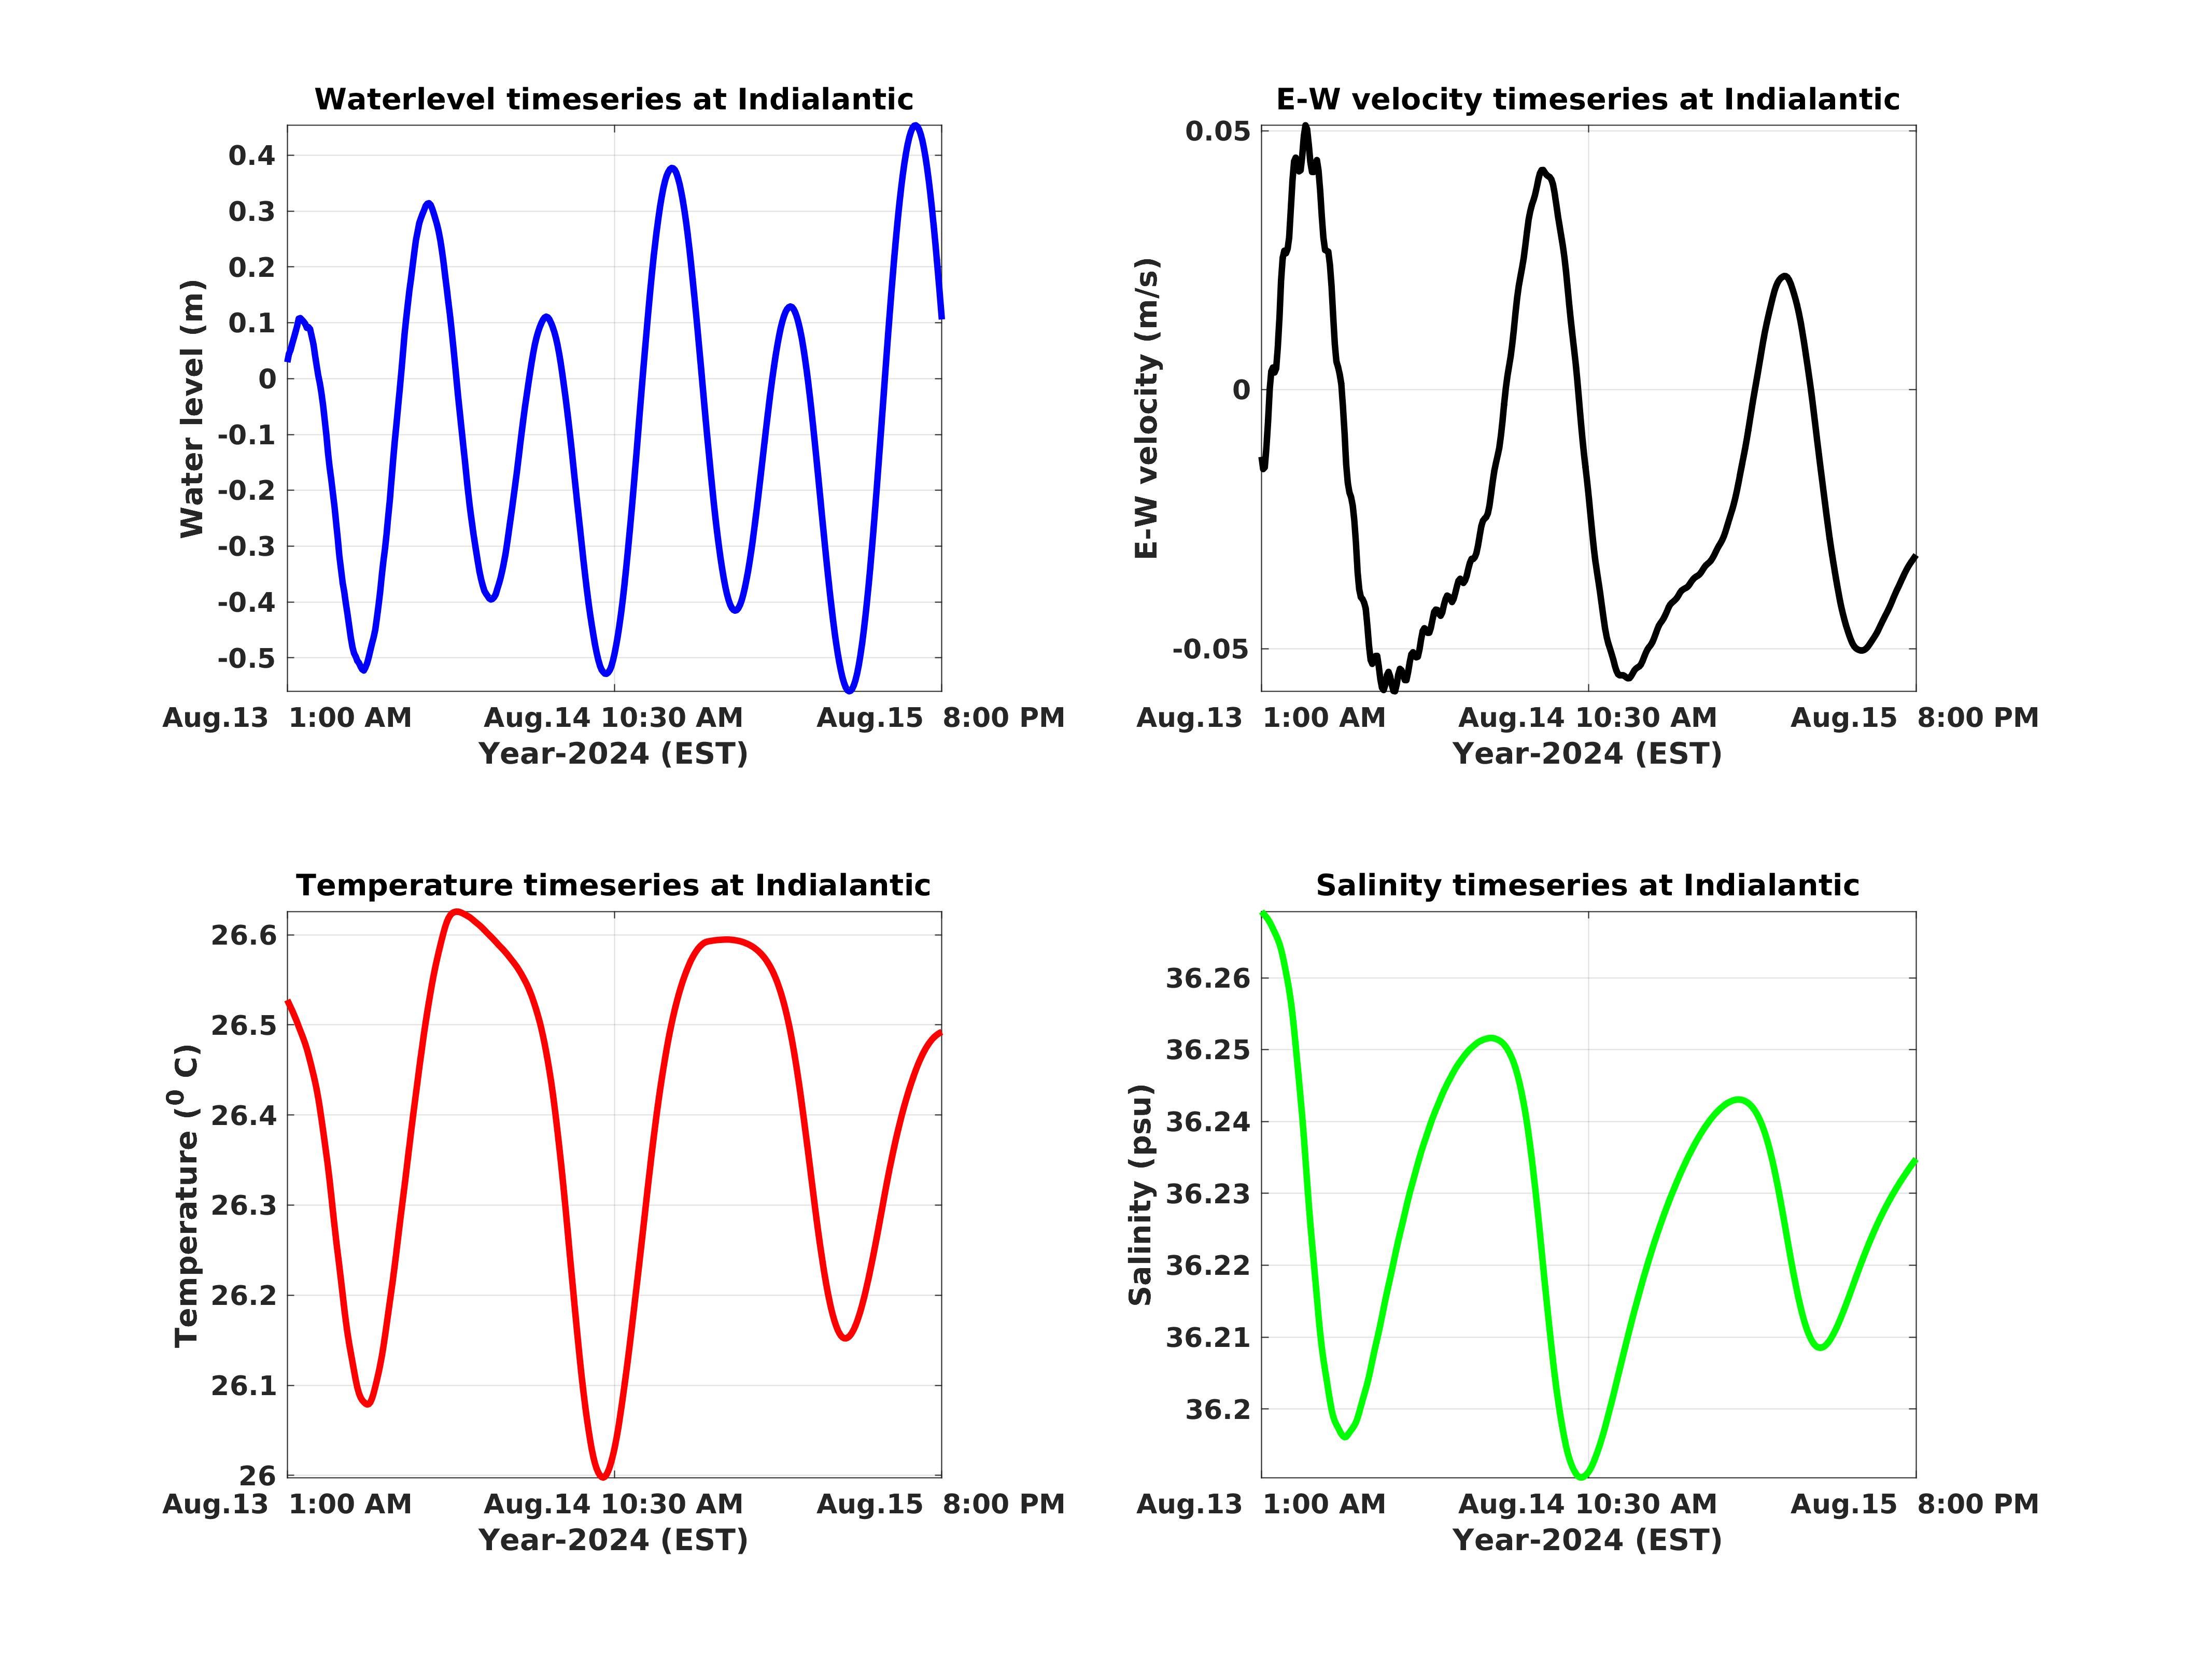 Waterlevel timeseries at Indialantic
0.4
0.3
0.2
0.1
0
-0.1
-0.2
-0.3
-0.4
-0.5
Water level (m)
Aug.13 1:00 AM Aug.14 10:30 AM Aug.15 8:00 PM
Year-2024 (EST)
E-W velocity timeseries at Indialantic
0.05
0
-0.05
E-W velocity (m/s)
Aug.13 1:00 AM Aug.14 10:30 AM Aug.15 8:00 PM
Year-2024 (EST)
Temperature timeseries at Indialantic
26.6
26.5
26.4
26.3
26.2
26.1
26
Temperature (⁰ C)
Aug.13 1:00 AM Aug.14 10:30 AM Aug.15 8:00 PM
Year-2024 (EST)
Salinity timeseries at Indialantic
36.26
36.25
36.24
36.23
36.22
36.21
36.2
Salinity (psu)
Aug.13 1:00 AM Aug.14 10:30 AM Aug.15 8:00 PM
Year-2024 (EST)